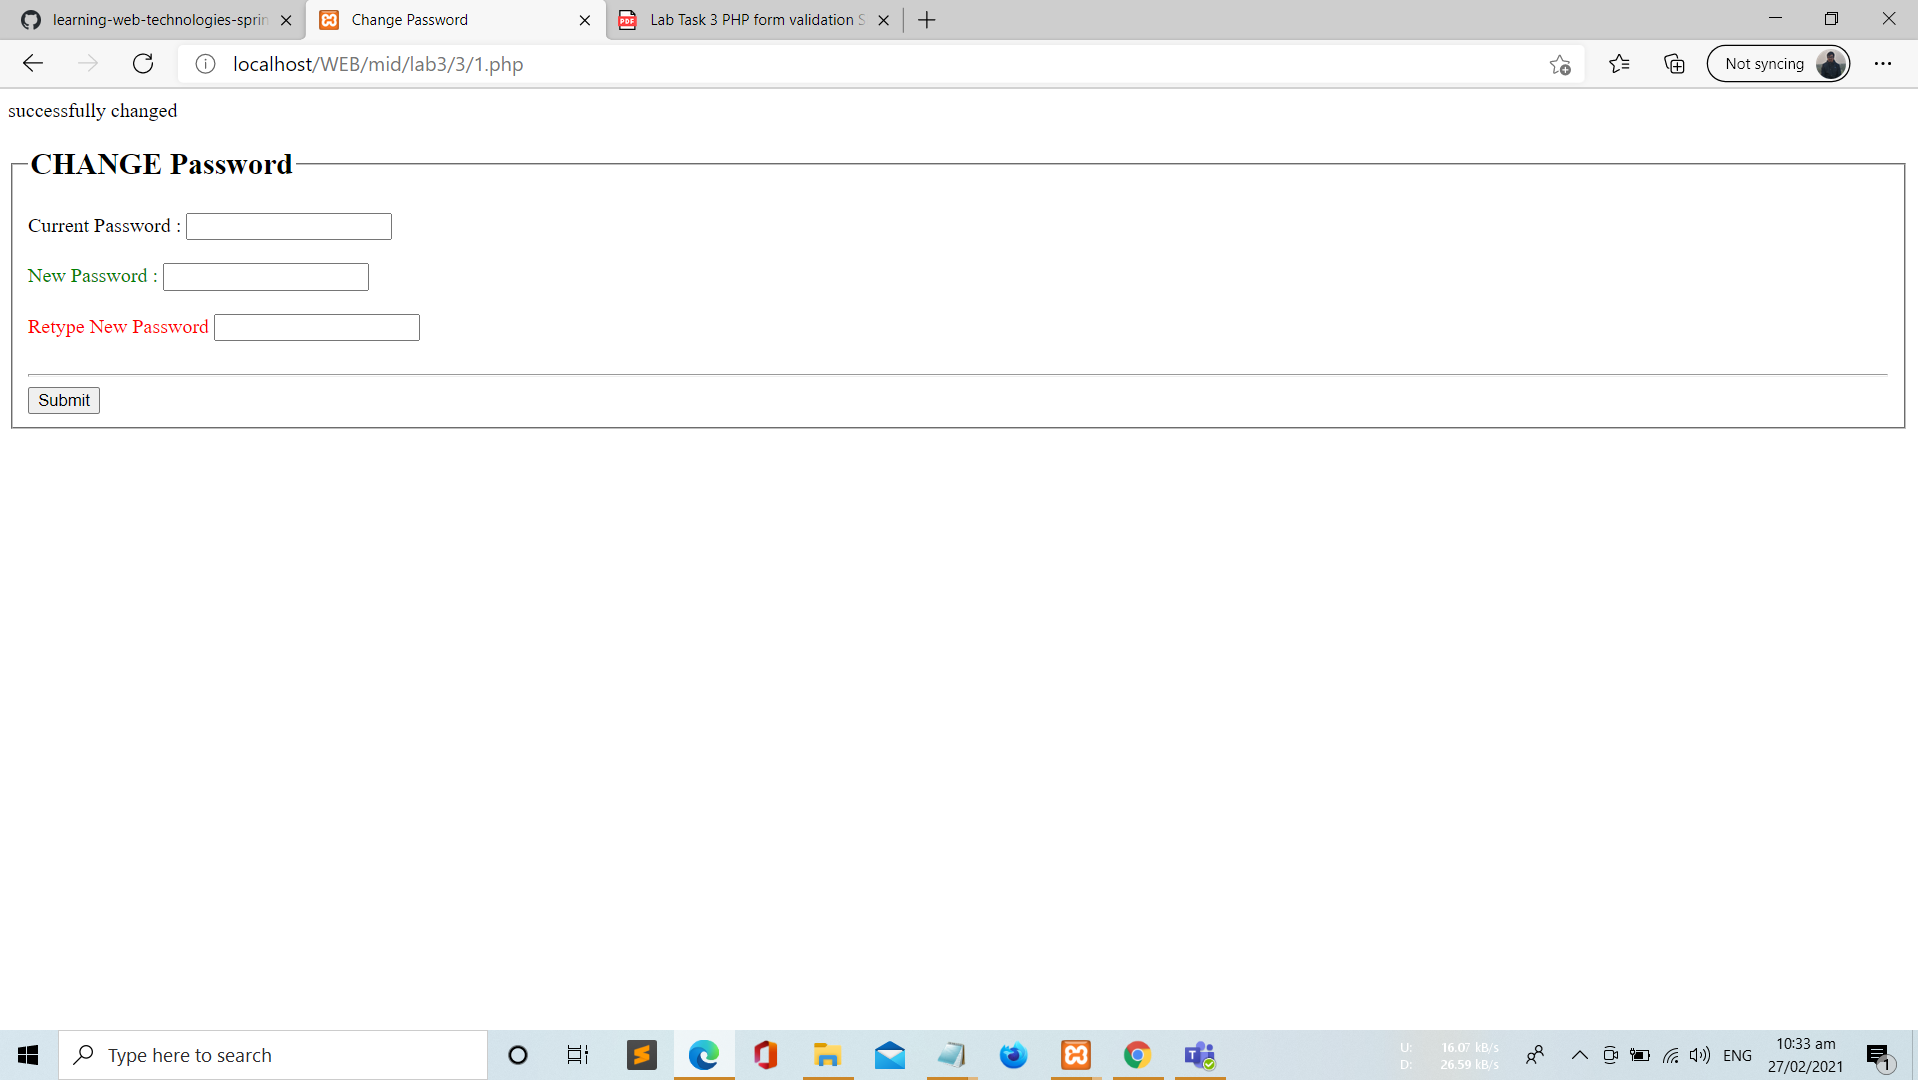 learning-web-technologies-sprin
Change Password
Lab Task 3 PHP form validation S
localhost/WEB/mid/lab3/3/1.php
Not syncing
successfully changed
CHANGE Password
Current Password :
New Password :
Retype New Password
Submit
Type here to search
U: 16.07 kB/s
D: 26.59 kB/s
ENG
10:33 am
27/02/2021
1